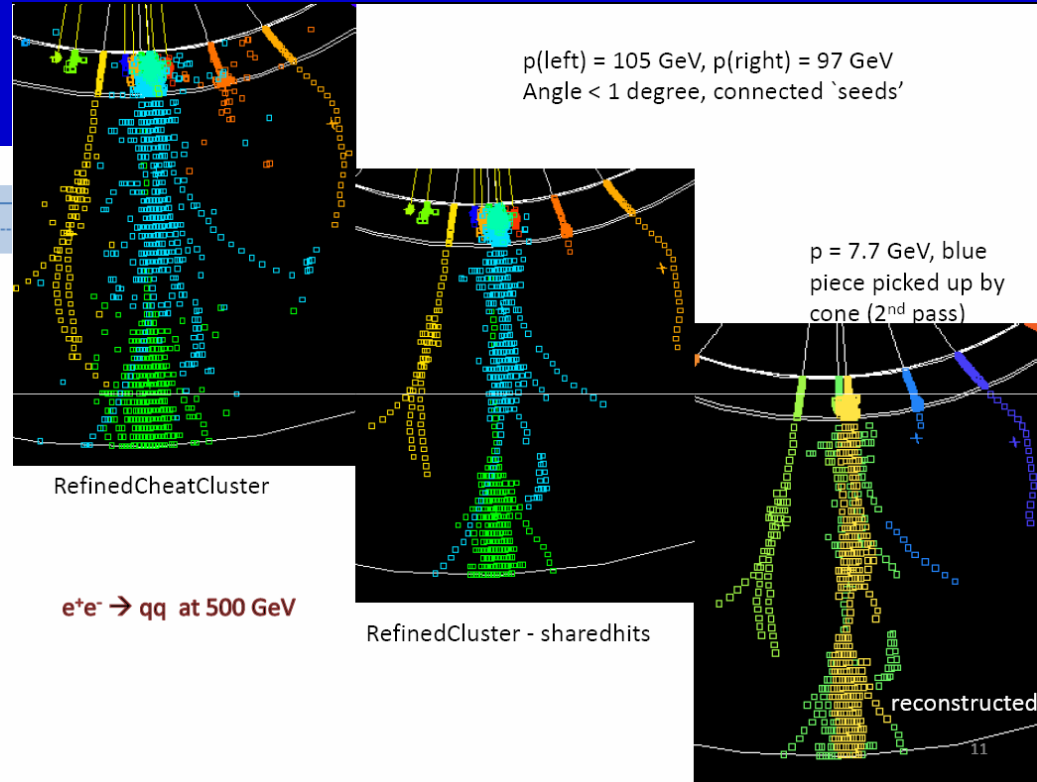 p(left) = 105 GeV, p(right) = 97 GeV
Angle < 1 degree, connected `seeds’
p = 7.7 GeV, blue
piece picked up by
cone (2nd pass)
RefinedCheatCluster
e+e- → qq at 500 GeV
RefinedCluster - sharedhits
reconstructed
11